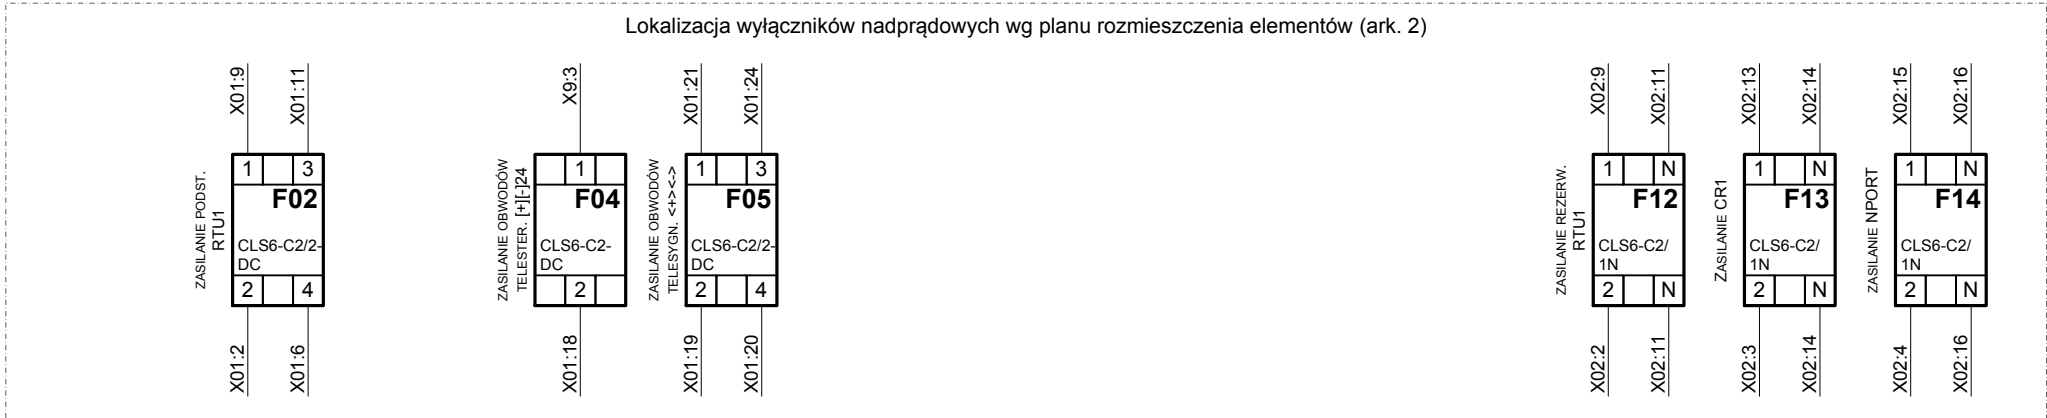 Lokalizacja wyłączników nadprądowych wg planu rozmieszczenia elementów (ark. 2)
X01:9
X01:11
ZASILANIE PODST.
RTU1
1
3
F02
CLS6-C2/2-
DC
2
4
X01:2
X01:6
X9:3
ZASILANIE OBWODÓW
TELESTER. [+][-]24
1
F04
CLS6-C2-
DC
2
X01:18
X01:21
X01:24
ZASILANIE OBWODÓW
TELESYGN. <+><->
1
3
F05
CLS6-C2/2-
DC
2
4
X01:19
X01:20
X02:9
X02:11
ZASILANIE REZERW.
RTU1
1
N
F12
CLS6-C2/
1N
2
N
X02:2
X02:11
X02:13
X02:14
ZASILANIE CR1
1
N
F13
CLS6-C2/
1N
2
N
X02:3
X02:14
X02:15
X02:16
ZASILANIE NPORT
1
N
F14
CLS6-C2/
1N
2
N
X02:4
X02:16